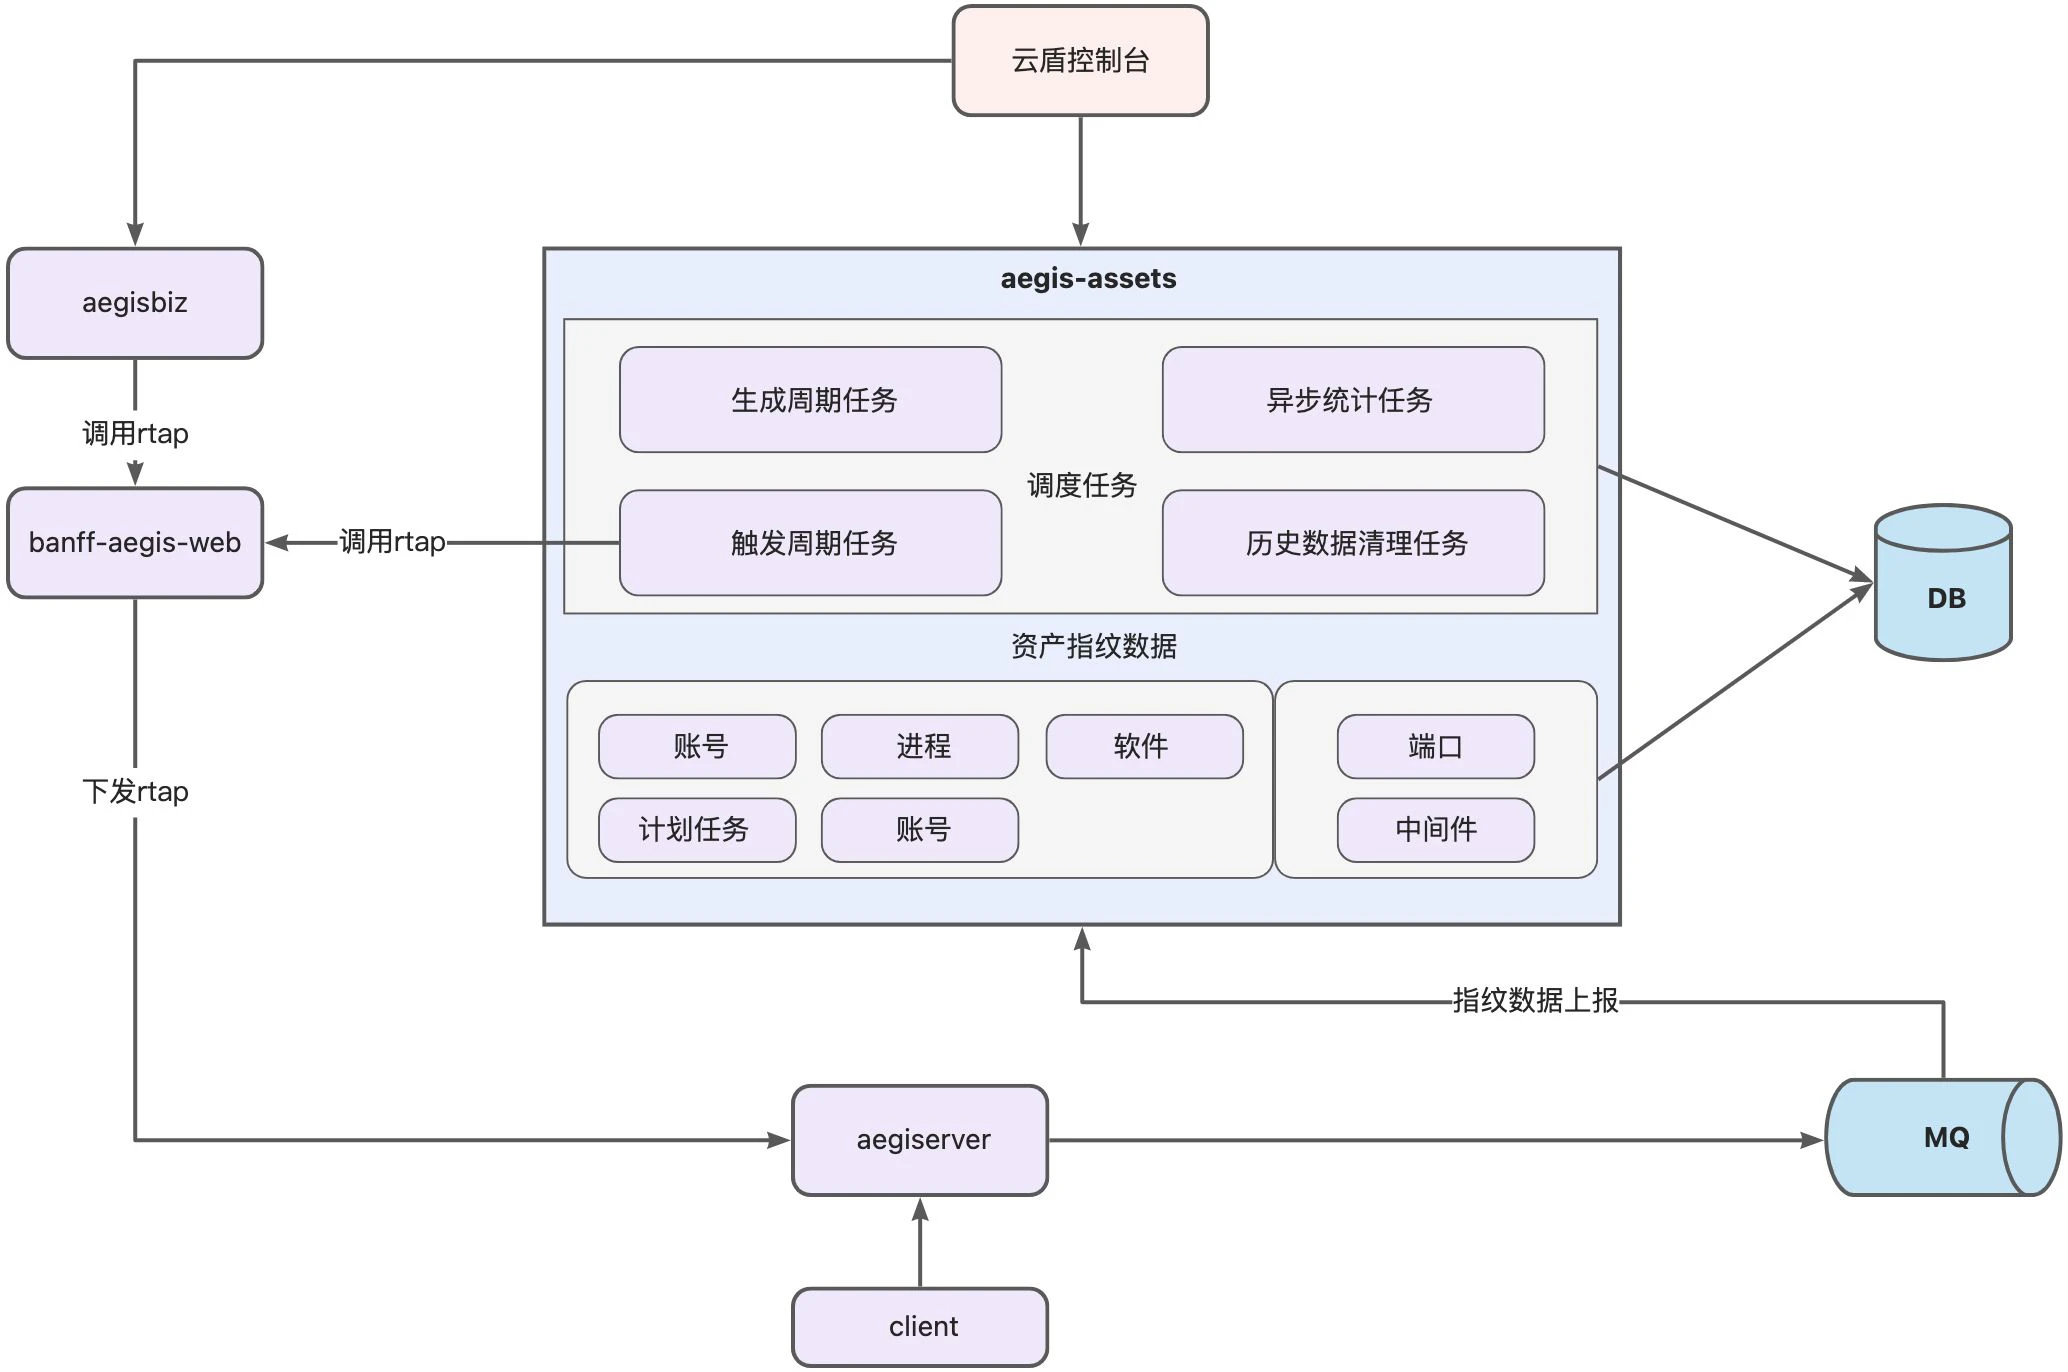 云盾控制台
aegisbiz
aegis-assets
生成周期任务
异步统计任务
调用rtap
调度任务
banff-aegis-web
调用rtap
触发周期任务
历史数据清理任务
DB
资产指纹数据
账号
进程
软件
端口
下发rtap
计划任务
账号
中间件
指纹数据上报
aegiserver
MQ
client